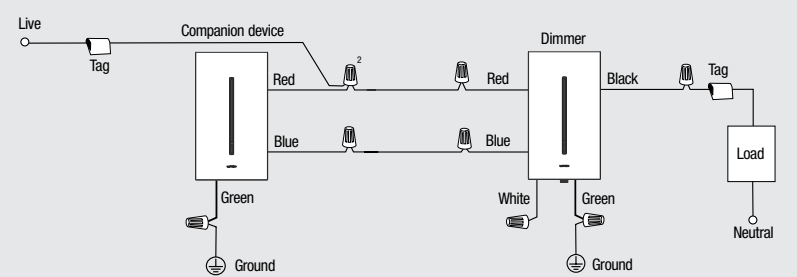 Live
Companion device
Tag
Dimmer
2
Red
Red
Black
Tag
Blue
Blue
Load
Green
White
Green
Neutral
Ground
Ground